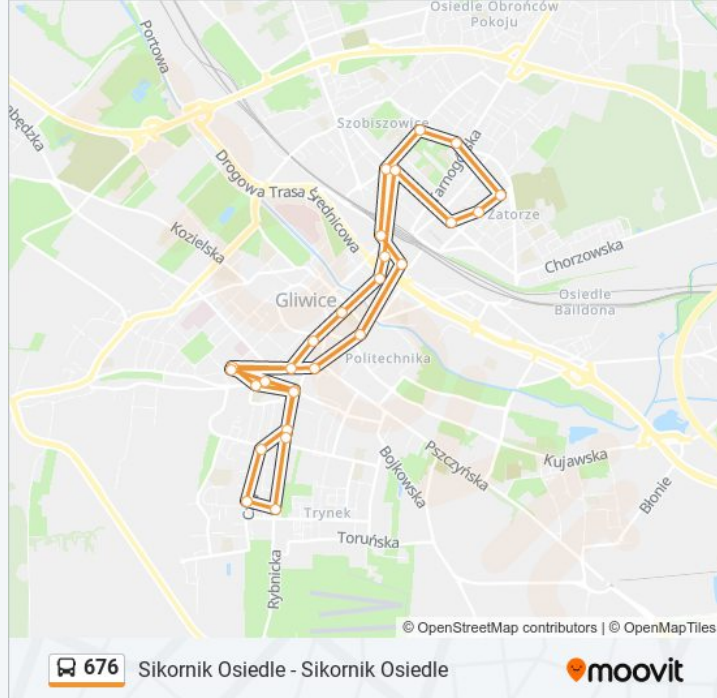 Osiedle Obrońców
Pokoju
Portowa
Szobiszowice
Zatorze
Drogowa Trasa Średnicowa
Kozielska
Chorzowska
Gliwice
Osiedle
Baildona
Politechnika
Bojkowska
Pszczyńska
Kujawska
Błonie
Trynek
Toruńska
Rybnicka
© OpenStreetMap contributors | © OpenMapTiles
676 Sikornik Osiedle - Sikornik Osiedle
moovit